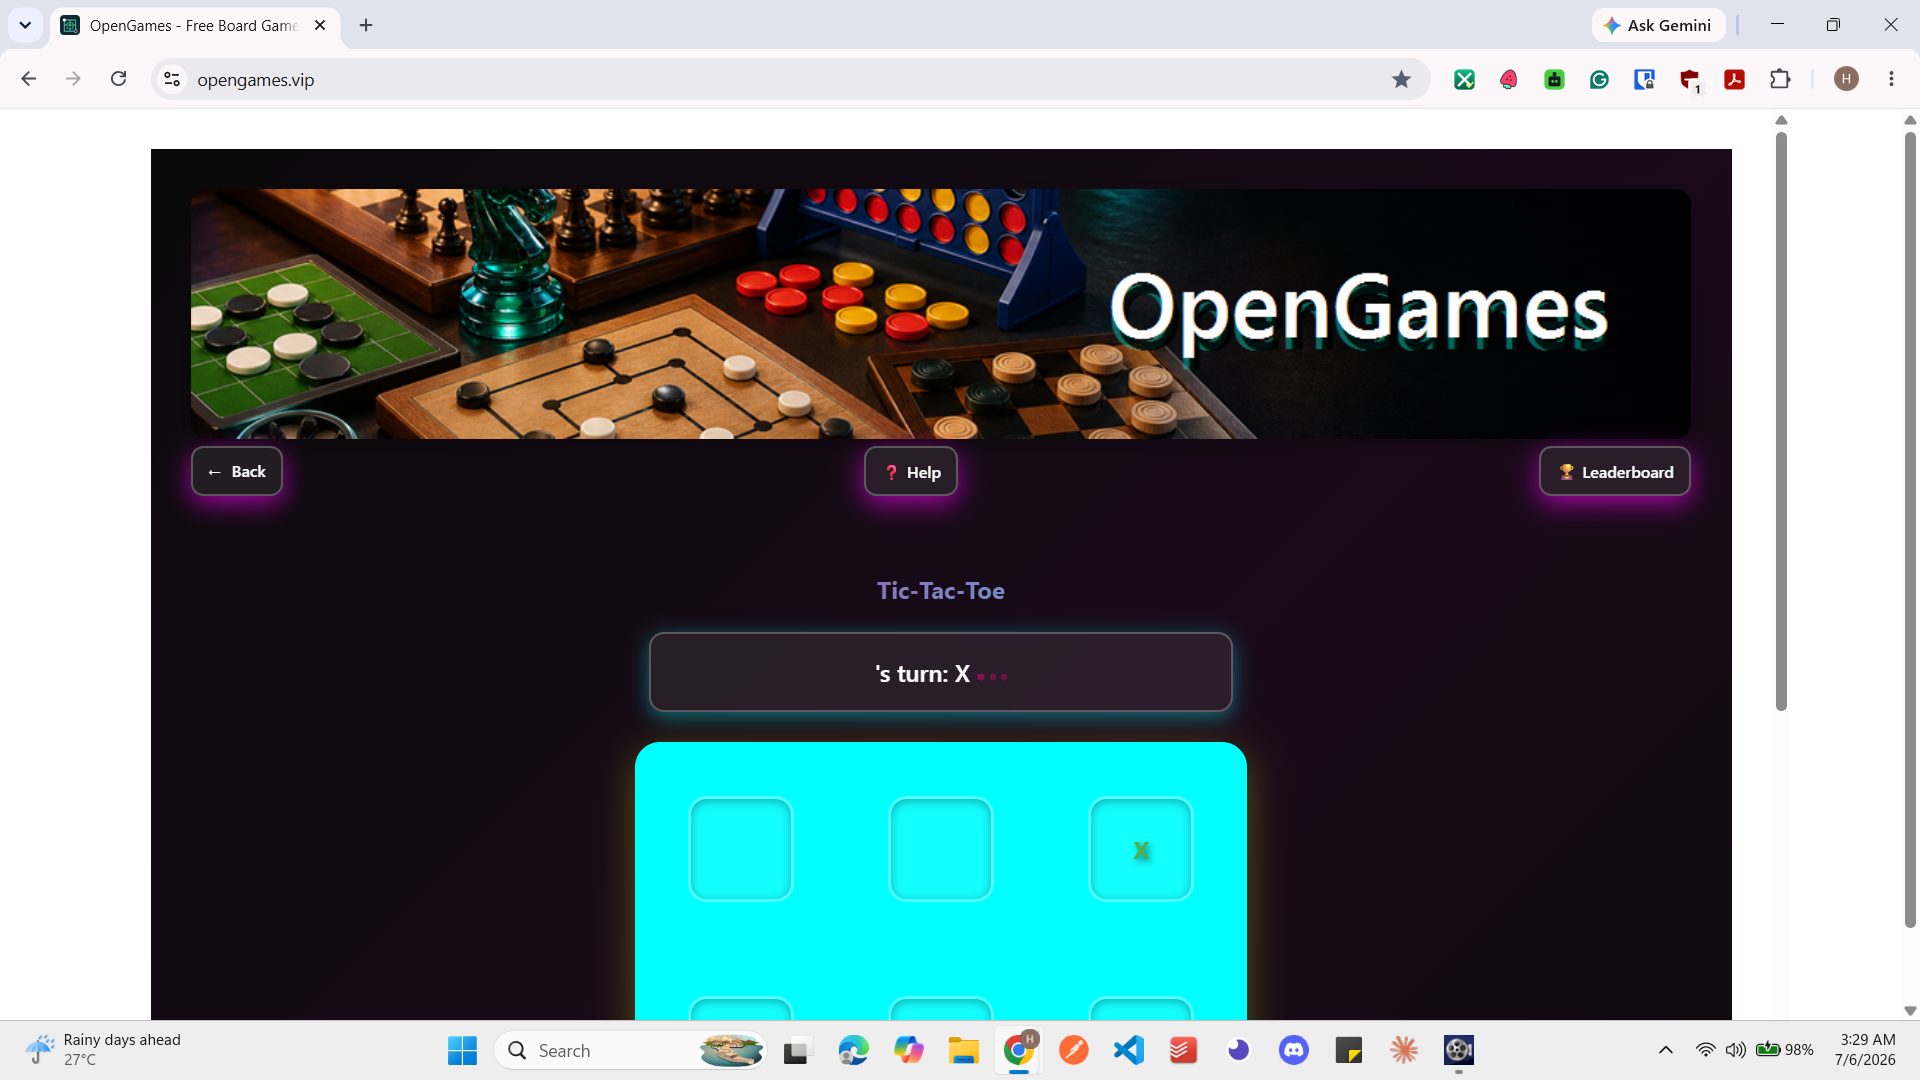 OpenGames - Free Board Game
Ask Gemini
opengames.vip
1
H
OpenGames
← Back
❓ Help
🏆 Leaderboard
Tic-Tac-Toe
's turn: X
X
Rainy days ahead
27°C
Search
H
98%
3:29 AM
7/6/2026